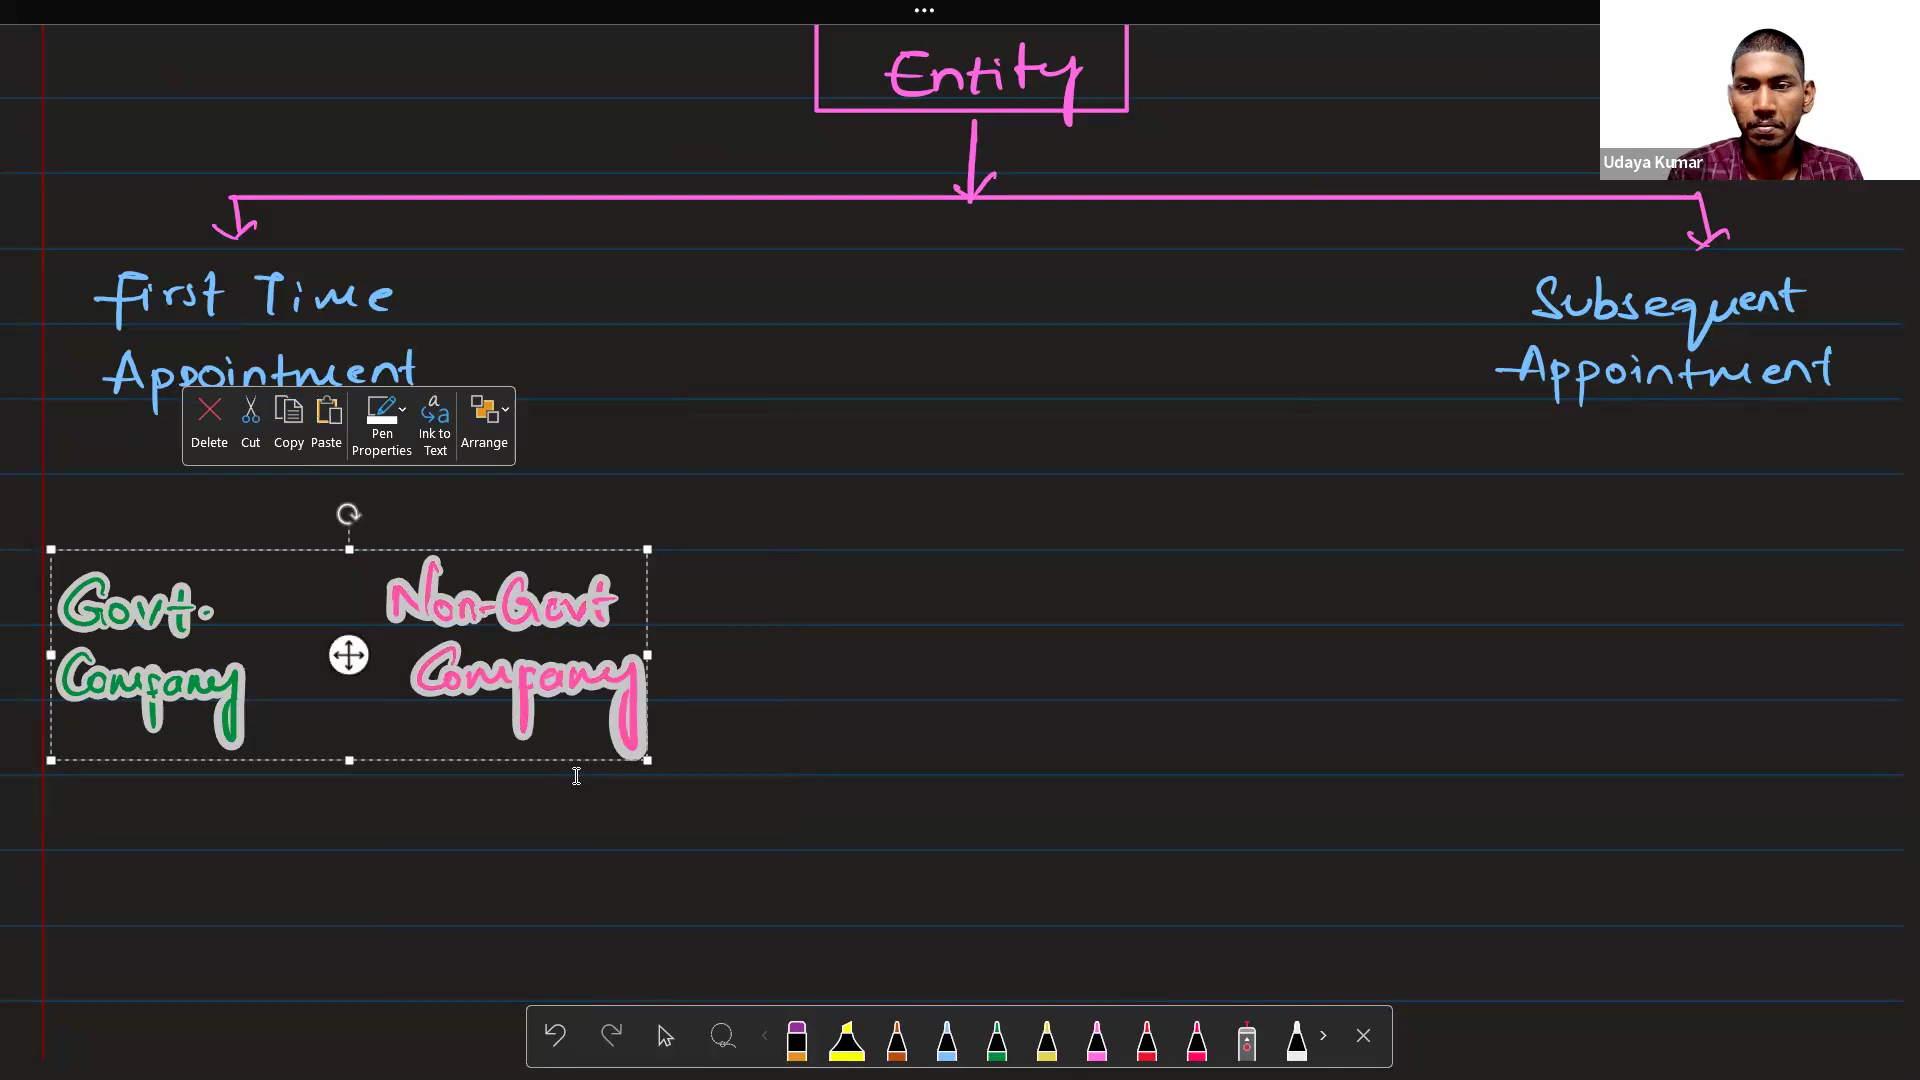 ...
Entity
Udaya Kumar
First Time
Appointment
Subsequent
Appointment
Delete Cut Copy Paste Pen Properties Ink to Text Arrange
Govt.
Company
Non-Govt
Company